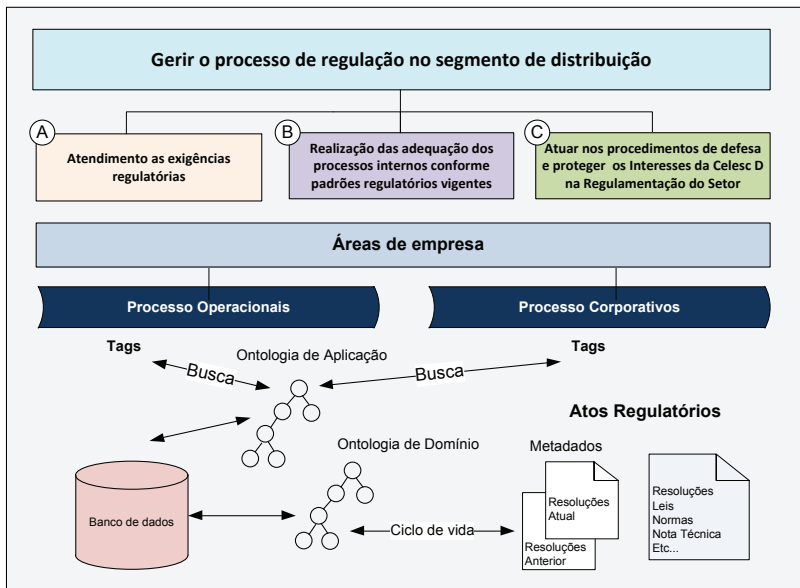 Gerir o processo de regulação no segmento de distribuição
A
Atendimento as exigências
regulatórias
B
Realização das adequação dos
processos internos conforme
padrões regulatórios vigentes
C
Atuar nos procedimentos de defesa
e proteger os Interesses da Celesc D
na Regulamentação do Setor
Áreas de empresa
Processo Operacionais
Processo Corporativos
Tags
Tags
Ontologia de Aplicação
Busca
Busca
Atos Regulatórios
Ontologia de Domínio
Metadados
Banco de dados
Ciclo de vida
Resoluções
Atual
Resoluções
Anterior
Resoluções
Leis
Normas
Nota Técnica
Etc...